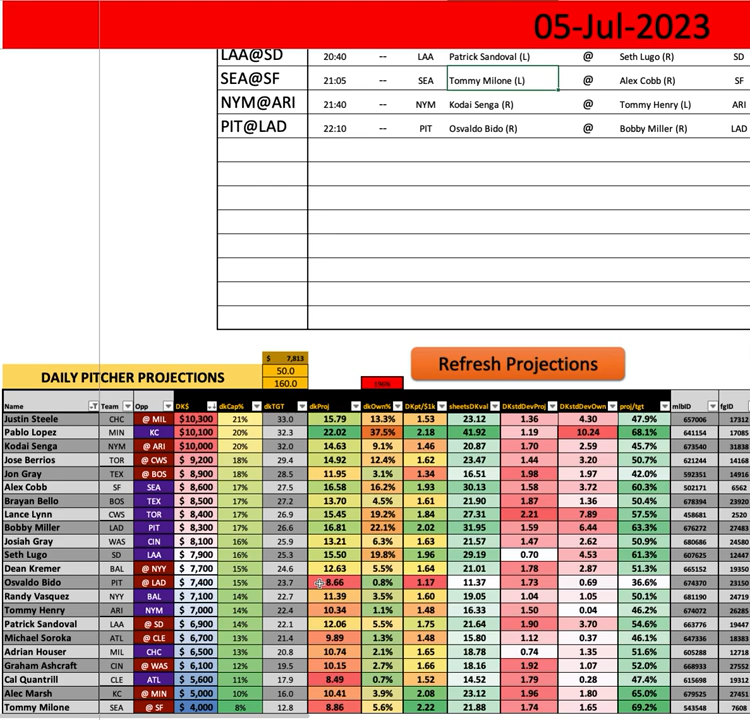 05-Jul-2023
LAA@SD 20:40 -- LAA Patrick Sandoval (L) @ Seth Lugo (R) SD
SEA@SF 21:05 -- SEA Tommy Milone (L) @ Alex Cobb (R) SF
NYM@ARI 21:40 -- NYM Kodai Senga (R) @ Tommy Henry (L) ARI
PIT@LAD 22:10 -- PIT Osvaldo Bido (R) @ Bobby Miller (R) LAD
$ 7,813
50.0
160.0
DAILY PITCHER PROJECTIONS
Refresh Projections
Name Team Opp DK$ dkCap% dkTGT dkProj dkOwn% DKpt/$1k sheetsDKval DKstdDevProj DKstdDevOwn proj/tgt mlbID fgID
Justin Steele CHC @ MIL $10,300 21% 33.0 15.79 13.3% 1.53 23.12 1.36 4.30 47.9% 657006 17312
Pablo Lopez MIN KC $10,100 20% 32.3 22.02 37.5% 2.18 41.92 1.19 10.24 68.1% 641154 17085
Kodai Senga NYM @ ARI $10,000 20% 32.0 14.63 9.1% 1.46 20.87 1.70 2.59 45.7% 673540 31838
Jose Berrios TOR @ CWS $ 9,200 18% 29.4 14.92 12.4% 1.62 23.47 1.44 3.20 50.7% 621244 14168
Jon Gray TEX @ BOS $ 8,900 18% 28.5 11.95 3.1% 1.34 16.51 1.98 1.97 42.0% 592351 14916
Alex Cobb SF SEA $ 8,600 17% 27.5 16.58 16.2% 1.93 30.13 1.58 3.72 60.3% 502171 6562
Brayan Bello BOS TEX $ 8,500 17% 27.2 13.70 4.5% 1.61 21.90 1.87 1.36 50.4% 678394 23920
Lance Lynn CWS TOR $ 8,400 17% 26.9 15.45 19.2% 1.84 27.31 2.21 7.89 57.5% 458681 2520
Bobby Miller LAD PIT $ 8,300 17% 26.6 16.81 22.1% 2.02 31.95 1.59 6.44 63.3% 676272 27483
Josiah Gray WAS CIN $ 8,100 16% 25.9 13.21 6.3% 1.63 21.57 1.47 2.62 50.9% 680686 24580
Seth Lugo SD LAA $ 7,900 16% 25.3 15.50 19.8% 1.96 29.19 0.70 4.53 61.3% 607625 12447
Dean Kremer BAL @ NYY $ 7,700 15% 24.6 12.63 5.5% 1.64 21.01 1.78 2.87 51.3% 665152 19350
Osvaldo Bido PIT @ LAD $ 7,400 15% 23.7 8.66 0.8% 1.17 11.37 1.73 0.69 36.6% 674370 23150
Randy Vasquez NYY BAL $ 7,100 14% 22.7 11.39 3.5% 1.60 19.05 1.04 1.05 50.1% 681190 24719
Tommy Henry ARI NYM $ 7,000 14% 22.4 10.34 1.1% 1.48 16.33 1.50 0.04 46.2% 674072 26285
Patrick Sandoval LAA @ SD $ 6,900 14% 22.1 12.06 5.5% 1.75 21.64 1.90 3.70 54.6% 663776 19447
Michael Soroka ATL @ CLE $ 6,700 13% 21.4 9.89 1.3% 1.48 15.80 1.12 0.37 46.1% 647336 18383
Adrian Houser MIL CHC $ 6,500 13% 20.8 10.74 2.1% 1.65 18.78 0.74 1.35 51.6% 605288 12718
Graham Ashcraft CIN @ WAS $ 6,100 12% 19.5 10.15 2.7% 1.66 18.16 1.92 1.07 52.0% 668933 27552
Cal Quantrill CLE ATL $ 5,600 11% 17.9 8.49 0.7% 1.52 14.52 1.79 0.28 47.4% 615698 19312
Alec Marsh KC @ MIN $ 5,000 10% 16.0 10.41 3.9% 2.08 23.12 1.96 1.80 65.0% 679525 27451
Tommy Milone SEA @ SF $ 4,000 8% 12.8 8.86 5.6% 2.22 21.88 1.74 1.65 69.2% 543548 7608